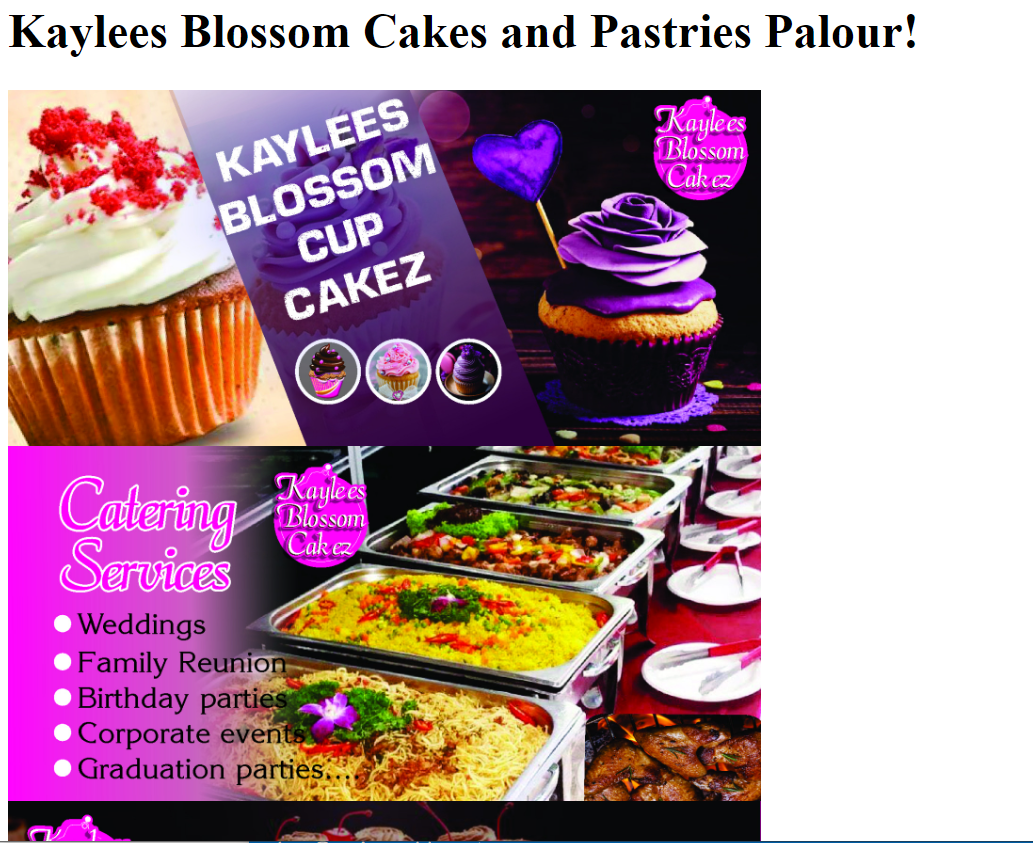 Kaylees Blossom Cakes and Pastries Palour!
KAYLEES
BLOSSOM
CUP
CAKEZ
Kaylees
Blossom
Cakez
Catering
Services
Kaylees
Blossom
Cakez
Weddings
Family Reunion
Birthday parties
Corporate events
Graduation parties....